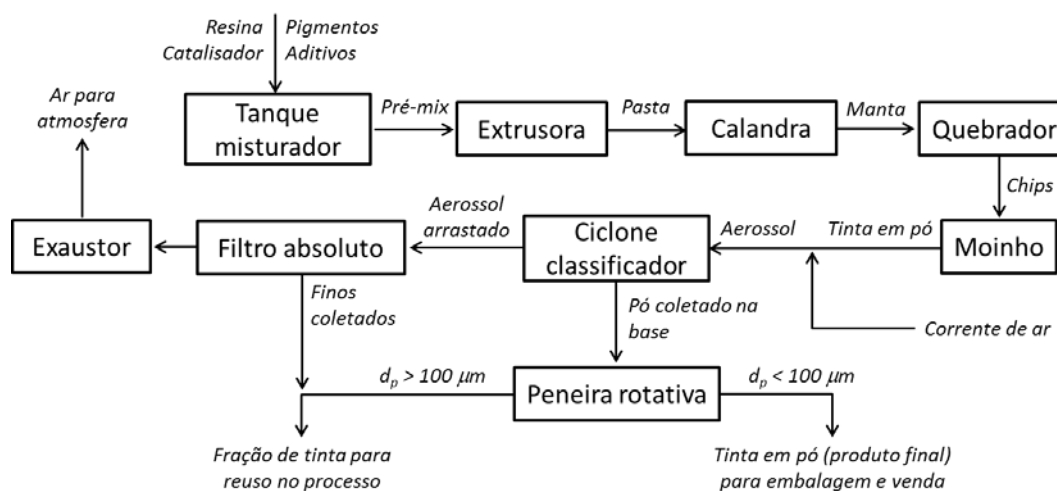 Resina
Catalisador
Pigmentos
Aditivos
Ar para
atmosfera
Tanque
misturador
Pré-mix
Extrusora
Pasta
Calandra
Manta
Quebrador
Chips
Exaustor
Filtro absoluto
Aerossol
arrastado
Ciclone
classificador
Aerossol
Tinta em pó
Moinho
Finos
coletados
Pó coletado na
base
Corrente de ar
dp > 100 μm
Peneira rotativa
dp < 100 μm
Fração de tinta para
reuso no processo
Tinta em pó (produto final)
para embalagem e venda